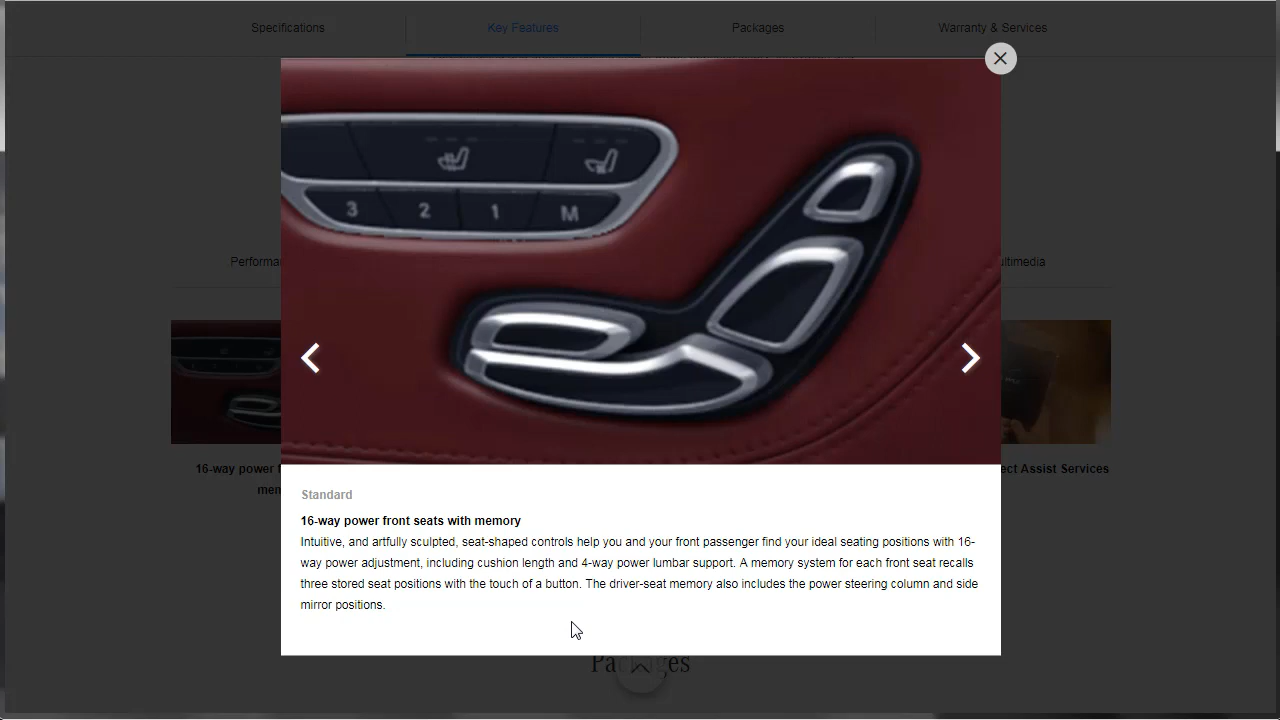 Specifications
Key Features
Packages
Warranty & Services
3 2 1 M
Standard
16-way power front seats with memory
Intuitive, and artfully sculpted, seat-shaped controls help you and your front passenger find your ideal seating positions with 16-
way power adjustment, including cushion length and 4-way power lumbar support. A memory system for each front seat recalls
three stored seat positions with the touch of a button. The driver-seat memory also includes the power steering column and side
mirror positions.
16-way power
Assist Services
Packages